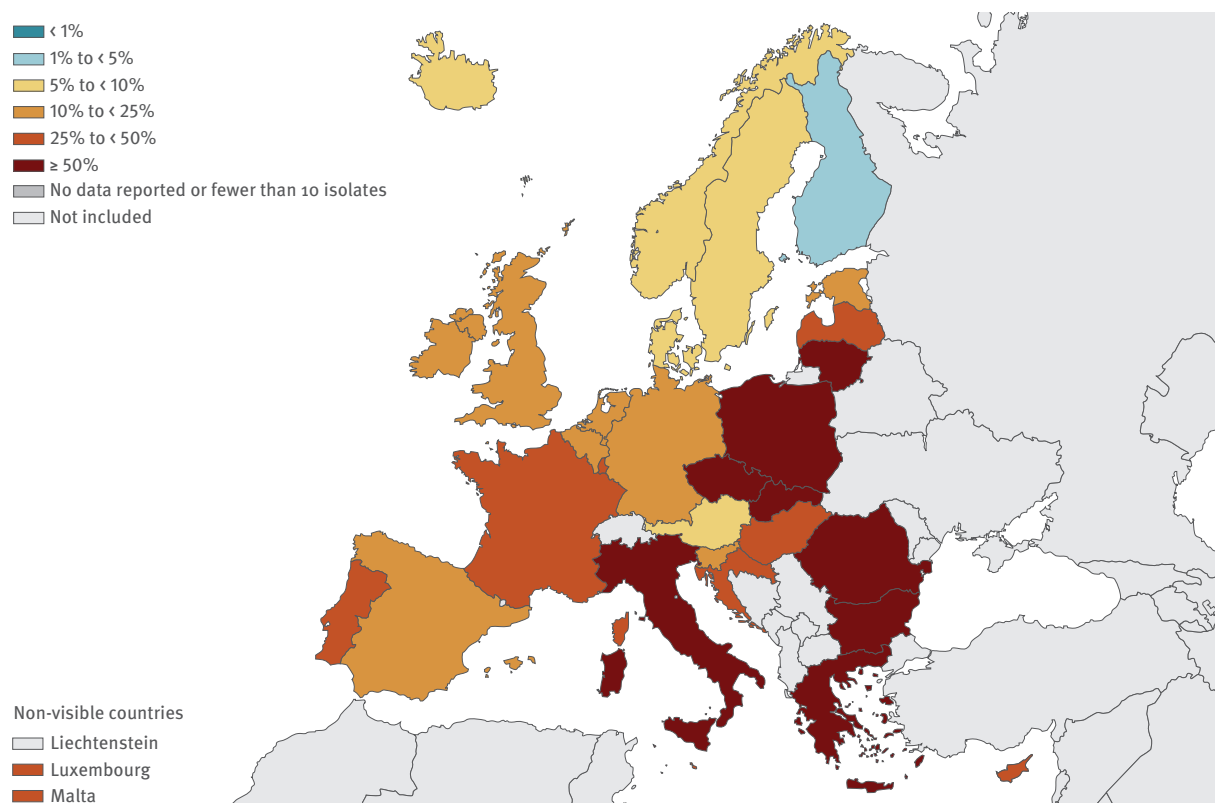 < 1%
1% to < 5%
5% to < 10%
10% to < 25%
25% to < 50%
≥ 50%
No data reported or fewer than 10 isolates
Not included
Non-visible countries
Liechtenstein
Luxembourg
Malta